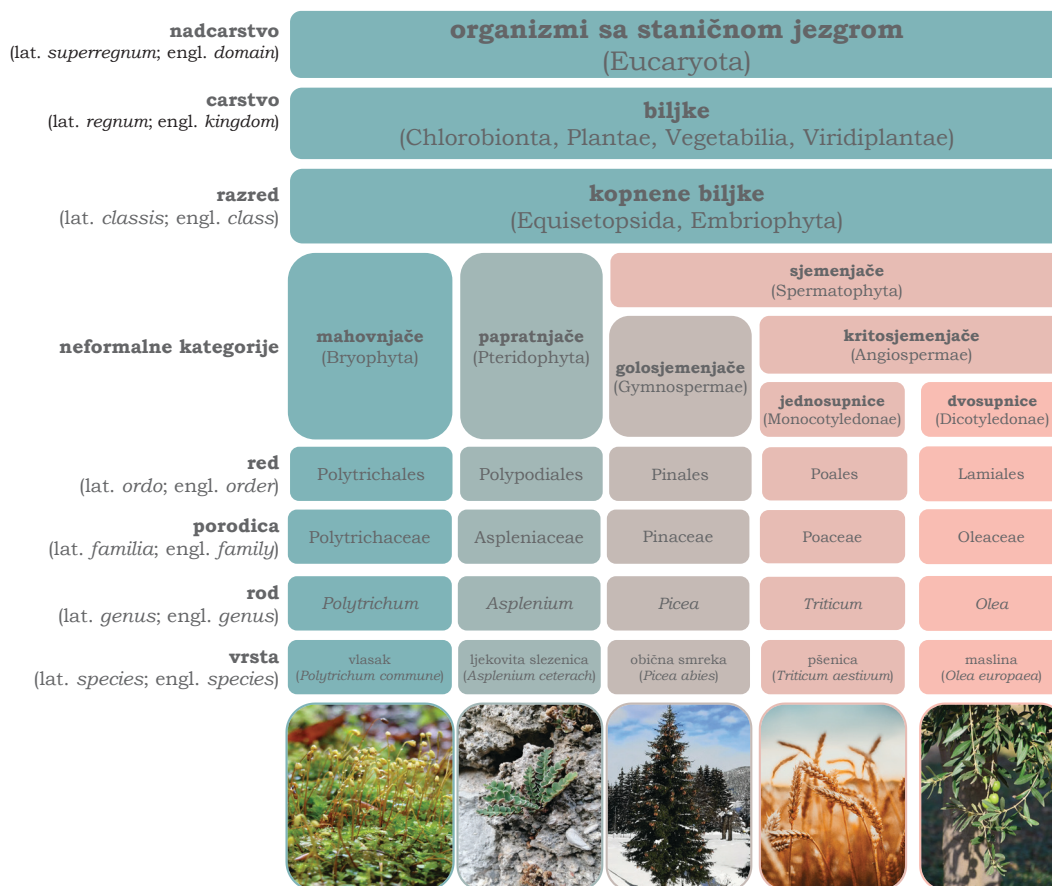 nadcarstvo
(lat. superregnum; engl. domain)
organizmi sa staničnom jezgrom
(Eucaryota)
carstvo
(lat. regnum; engl. kingdom)
biljke
(Chlorobionta, Plantae, Vegetabilia, Viridiplantae)
razred
(lat. classis; engl. class)
kopnene biljke
(Equisetopsida, Embriophyta)
neformalne kategorije
mahovnjače
(Bryophyta)
papratnjače
(Pteridophyta)
sjemenjače
(Spermatophyta)
golosjemenjače
(Gymnospermae)
kritosjemenjače
(Angiospermae)
jednosupnice
(Monocotyledonae)
dvosupnice
(Dicotyledonae)
red
(lat. ordo; engl. order)
Polytrichales
Polypodiales
Pinales
Poales
Lamiales
porodica
(lat. familia; engl. family)
Polytrichaceae
Aspleniaceae
Pinaceae
Poaceae
Oleaceae
rod
(lat. genus; engl. genus)
Polytrichum
Asplenium
Picea
Triticum
Olea
vrsta
(lat. species; engl. species)
vlasak
(Polytrichum commune)
ljekovita slezenica
(Asplenium ceterach)
obična smreka
(Picea abies)
pšenica
(Triticum aestivum)
maslina
(Olea europaea)